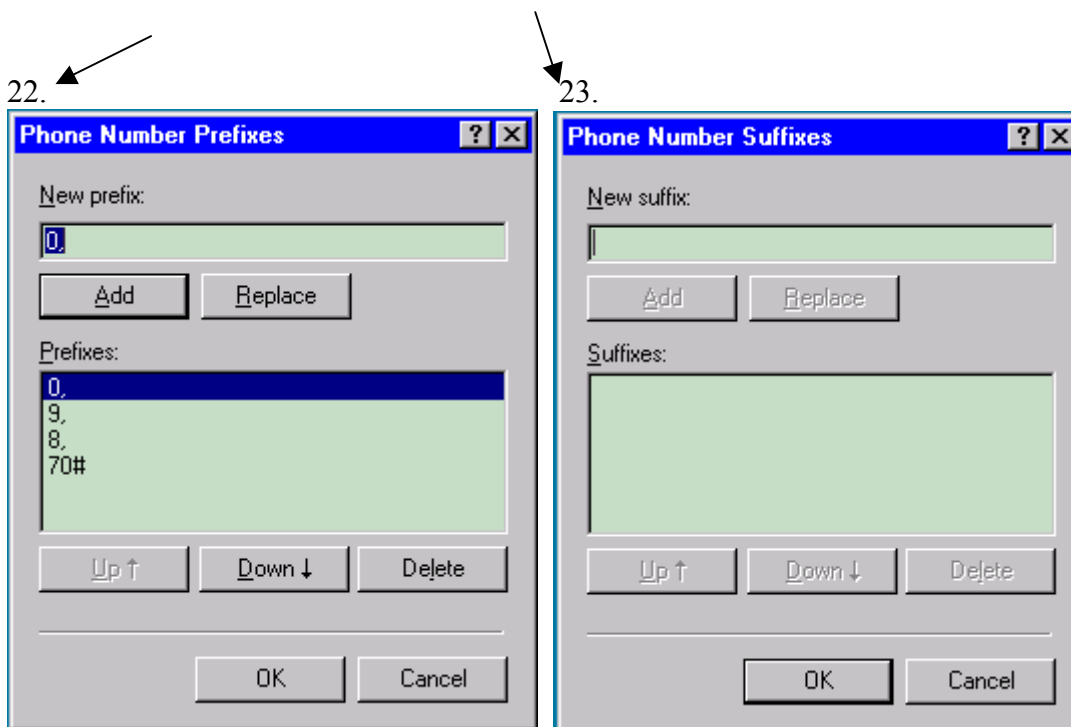 22.
Phone Number Prefixes
New prefix:
0,
Add Replace
Prefixes:
0,
9,
8,
70#
Up ↑ Down ↓ Delete
OK Cancel
23.
Phone Number Suffixes
New suffix:
Add Replace
Suffixes:
Up ↑ Down ↓ Delete
OK Cancel